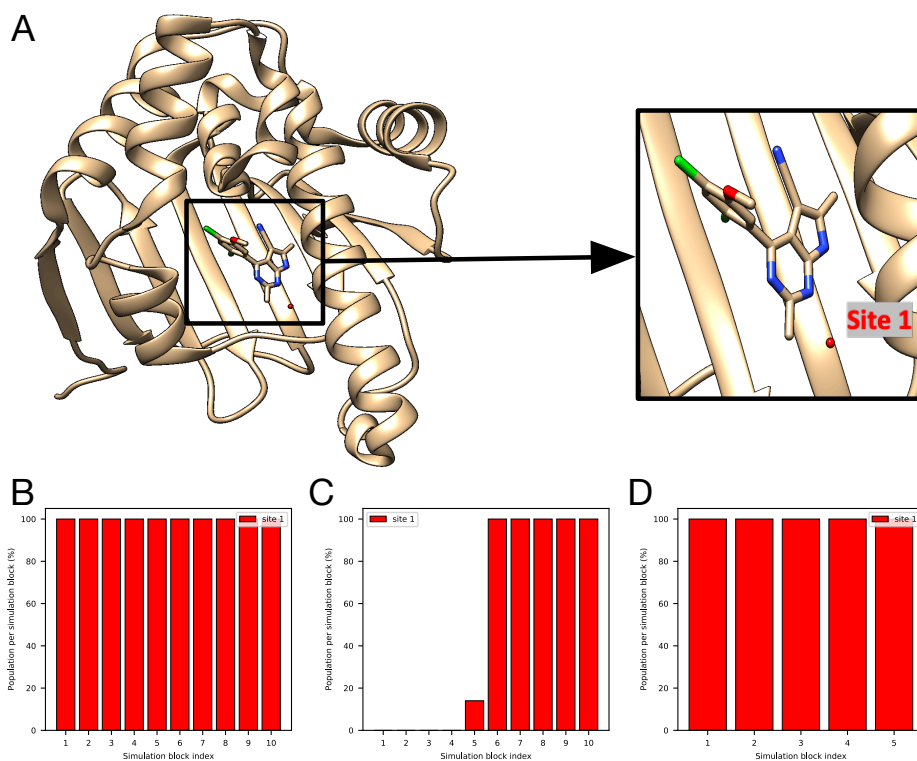 A
Site 1
B
C
D
Population per simulation block (%)
100
80
60
40
20
0
site 1
1 2 3 4 5 6 7 8 9 10
Simulation block index
Population per simulation block (%)
100
80
60
40
20
0
site 1
1 2 3 4 5 6 7 8 9 10
Simulation block index
Population per simulation block (%)
100
80
60
40
20
0
site 1
1 2 3 4 5
Simulation block index